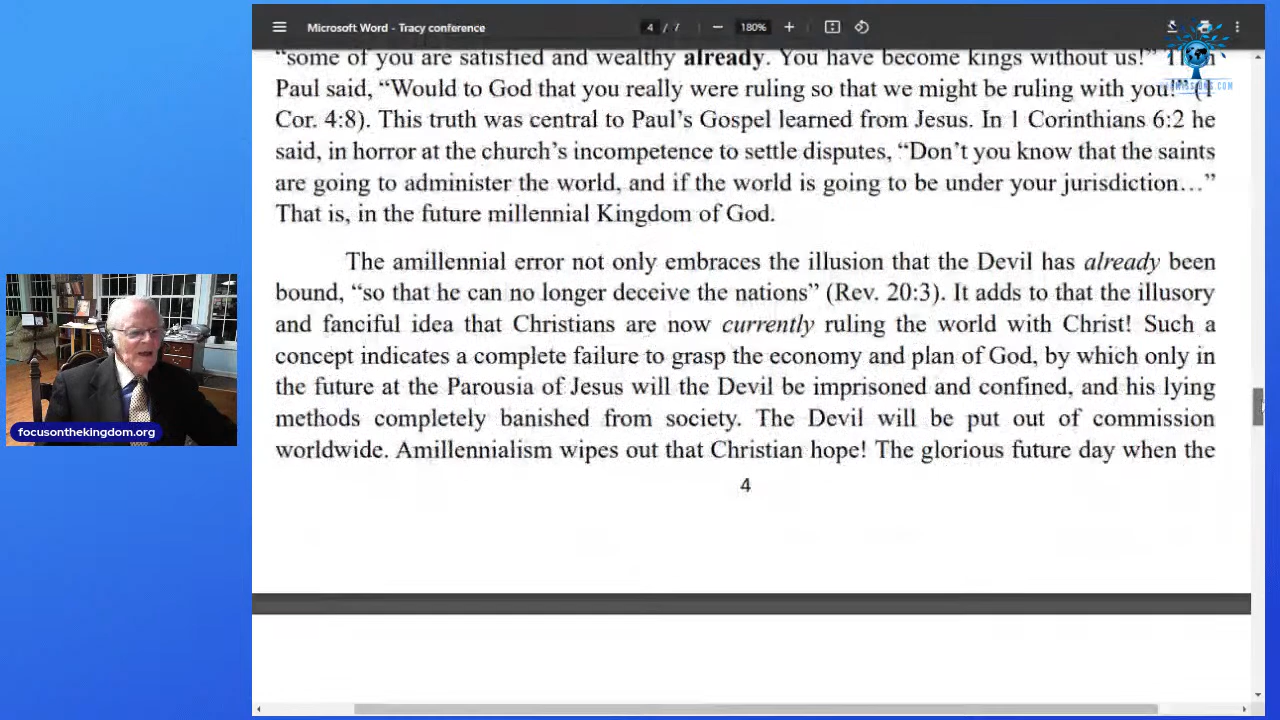 Microsoft Word - Tracy conference
4 / 7
180%
“some of you are satisfied and wealthy already. You have become kings without us!”
Paul said, “Would to God that you really were ruling so that we might be ruling with you!” (I
Cor. 4:8). This truth was central to Paul’s Gospel learned from Jesus. In 1 Corinthians 6:2 he
said, in horror at the church’s incompetence to settle disputes, “Don’t you know that the saints
are going to administer the world, and if the world is going to be under your jurisdiction…”
That is, in the future millennial Kingdom of God.
The amillennial error not only embraces the illusion that the Devil has already been
bound, “so that he can no longer deceive the nations” (Rev. 20:3). It adds to that the illusory
and fanciful idea that Christians are now currently ruling the world with Christ! Such a
concept indicates a complete failure to grasp the economy and plan of God, by which only in
the future at the Parousia of Jesus will the Devil be imprisoned and confined, and his lying
methods completely banished from society. The Devil will be put out of commission
worldwide. Amillennialism wipes out that Christian hope! The glorious future day when the
4
focusonthekingdom.org